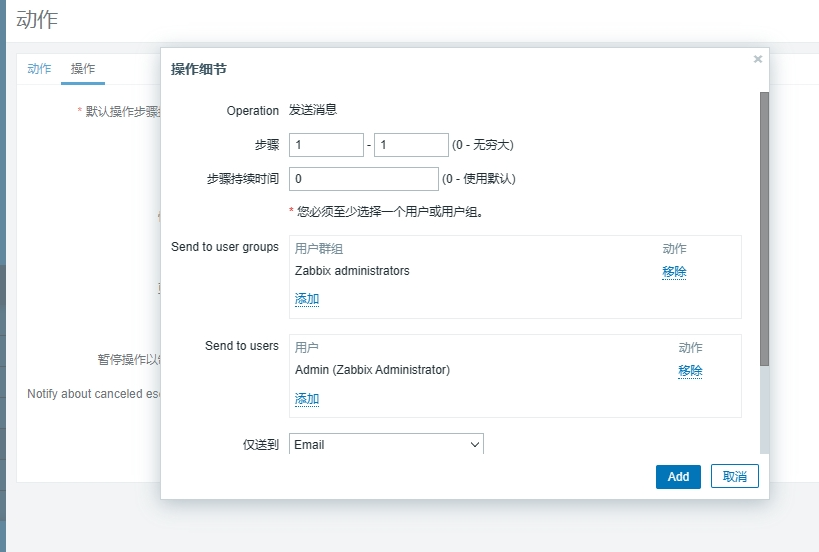 动作
动作 操作
* 默认操作步骤
暂停操作以
Notify about canceled es
操作细节
×
Operation 发送消息
步骤 1 - 1 (0 - 无穷大)
步骤持续时间 0 (0 - 使用默认)
* 您必须至少选择一个用户或用户组。
Send to user groups 用户群组 动作
Zabbix administrators 移除
添加
Send to users 用户 动作
Admin (Zabbix Administrator) 移除
添加
仅送到 Email
Add 取消